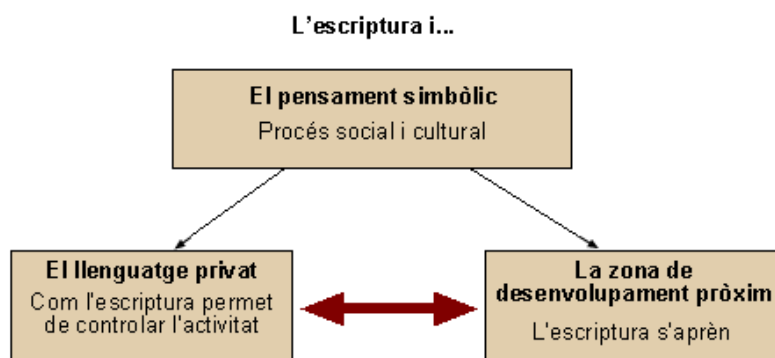 L'escriptura i...
El pensament simbòlic
Procés social i cultural
El llenguatge privat
Com l'escriptura permet
de controlar l'activitat
La zona de
desenvolupament pròxim
L'escriptura s'aprèn